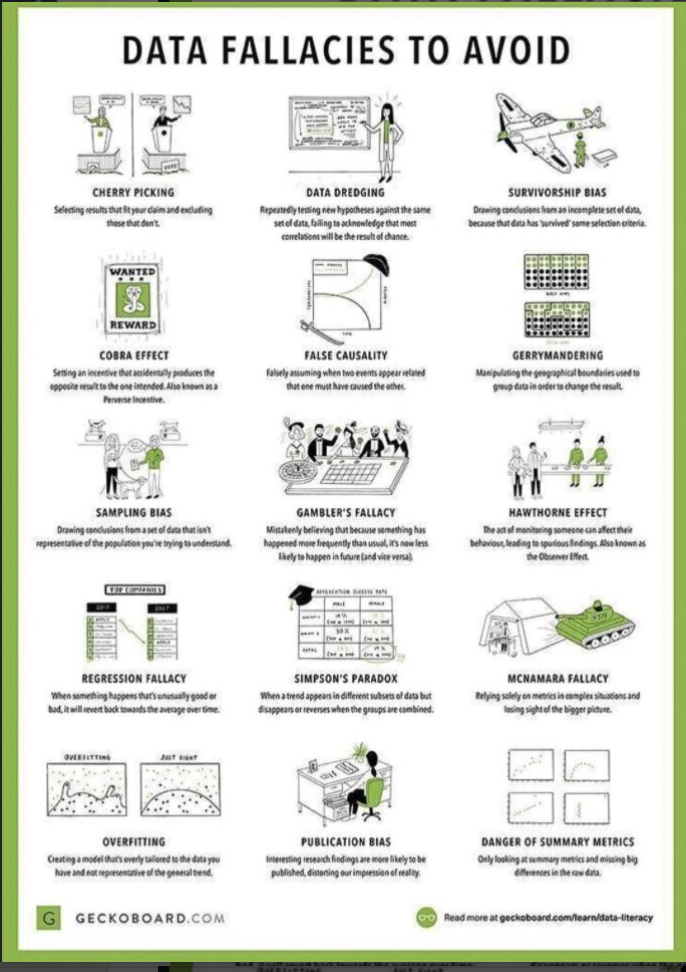 DATA FALLACIES TO AVOID
CHERRY PICKING
Selecting results that fit your claim and excluding
those that don't.
DATA DREDGING
Repeatedly testing new hypotheses against the same
set of data, failing to acknowledge that most
correlations will be the result of chance.
SURVIVORSHIP BIAS
Drawing conclusions from an incomplete set of data,
because that data has 'survived' some selection criteria.
WANTED
REWARD
COBRA EFFECT
Setting an incentive that accidentally produces the
opposite result to the one intended. Also known as a
Perverse Incentive.
FALSE CAUSALITY
Falsely assuming when two events appear related
that one must have caused the other.
GERRYMANDERING
Manipulating the geographical boundaries used to
group data in order to change the result.
SAMPLING BIAS
Drawing conclusions from a set of data that isn't
representative of the population you're trying to understand.
GAMBLER'S FALLACY
Mistakenly believing that because something has
happened more frequently than usual, it's now less
likely to happen in future (and vice versa).
HAWTHORNE EFFECT
The act of monitoring someone can affect their
behaviour, leading to spurious findings. Also known as
the Observer Effect.
TOP COMPANIES
REGRESSION FALLACY
When something happens that's unusually good or
bad, it will revert back towards the average over time.
APPLICATION SUCCESS RATE
MALE FEMALE
SIMPSON'S PARADOX
When a trend appears in different subsets of data but
disappears or reverses when the groups are combined.
MCNAMARA FALLACY
Relying solely on metrics in complex situations and
losing sight of the bigger picture.
OVERFITTING JUST RIGHT
OVERFITTING
Creating a model that's overly tailored to the data you
have and not representative of the general trend.
PUBLICATION BIAS
Interesting research findings are more likely to be
published, distorting our impression of reality.
DANGER OF SUMMARY METRICS
Only looking at summary metrics and missing big
differences in the raw data.
G GECKOBOARD.COM
Read more at geckoboard.com/learn/data-literacy